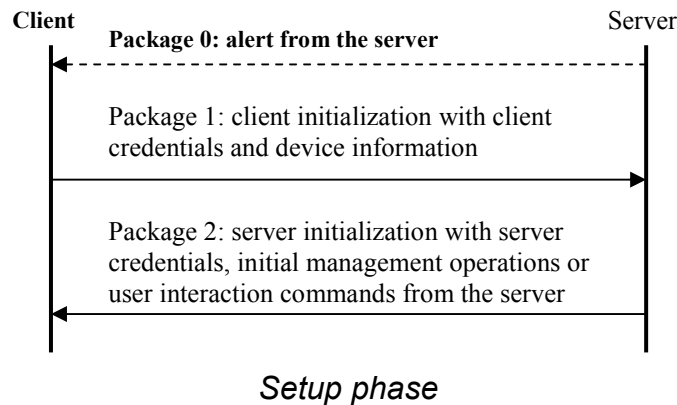 Client
Server
Package 0: alert from the server
Package 1: client initialization with client
credentials and device information
Package 2: server initialization with server
credentials, initial management operations or
user interaction commands from the server
Setup phase